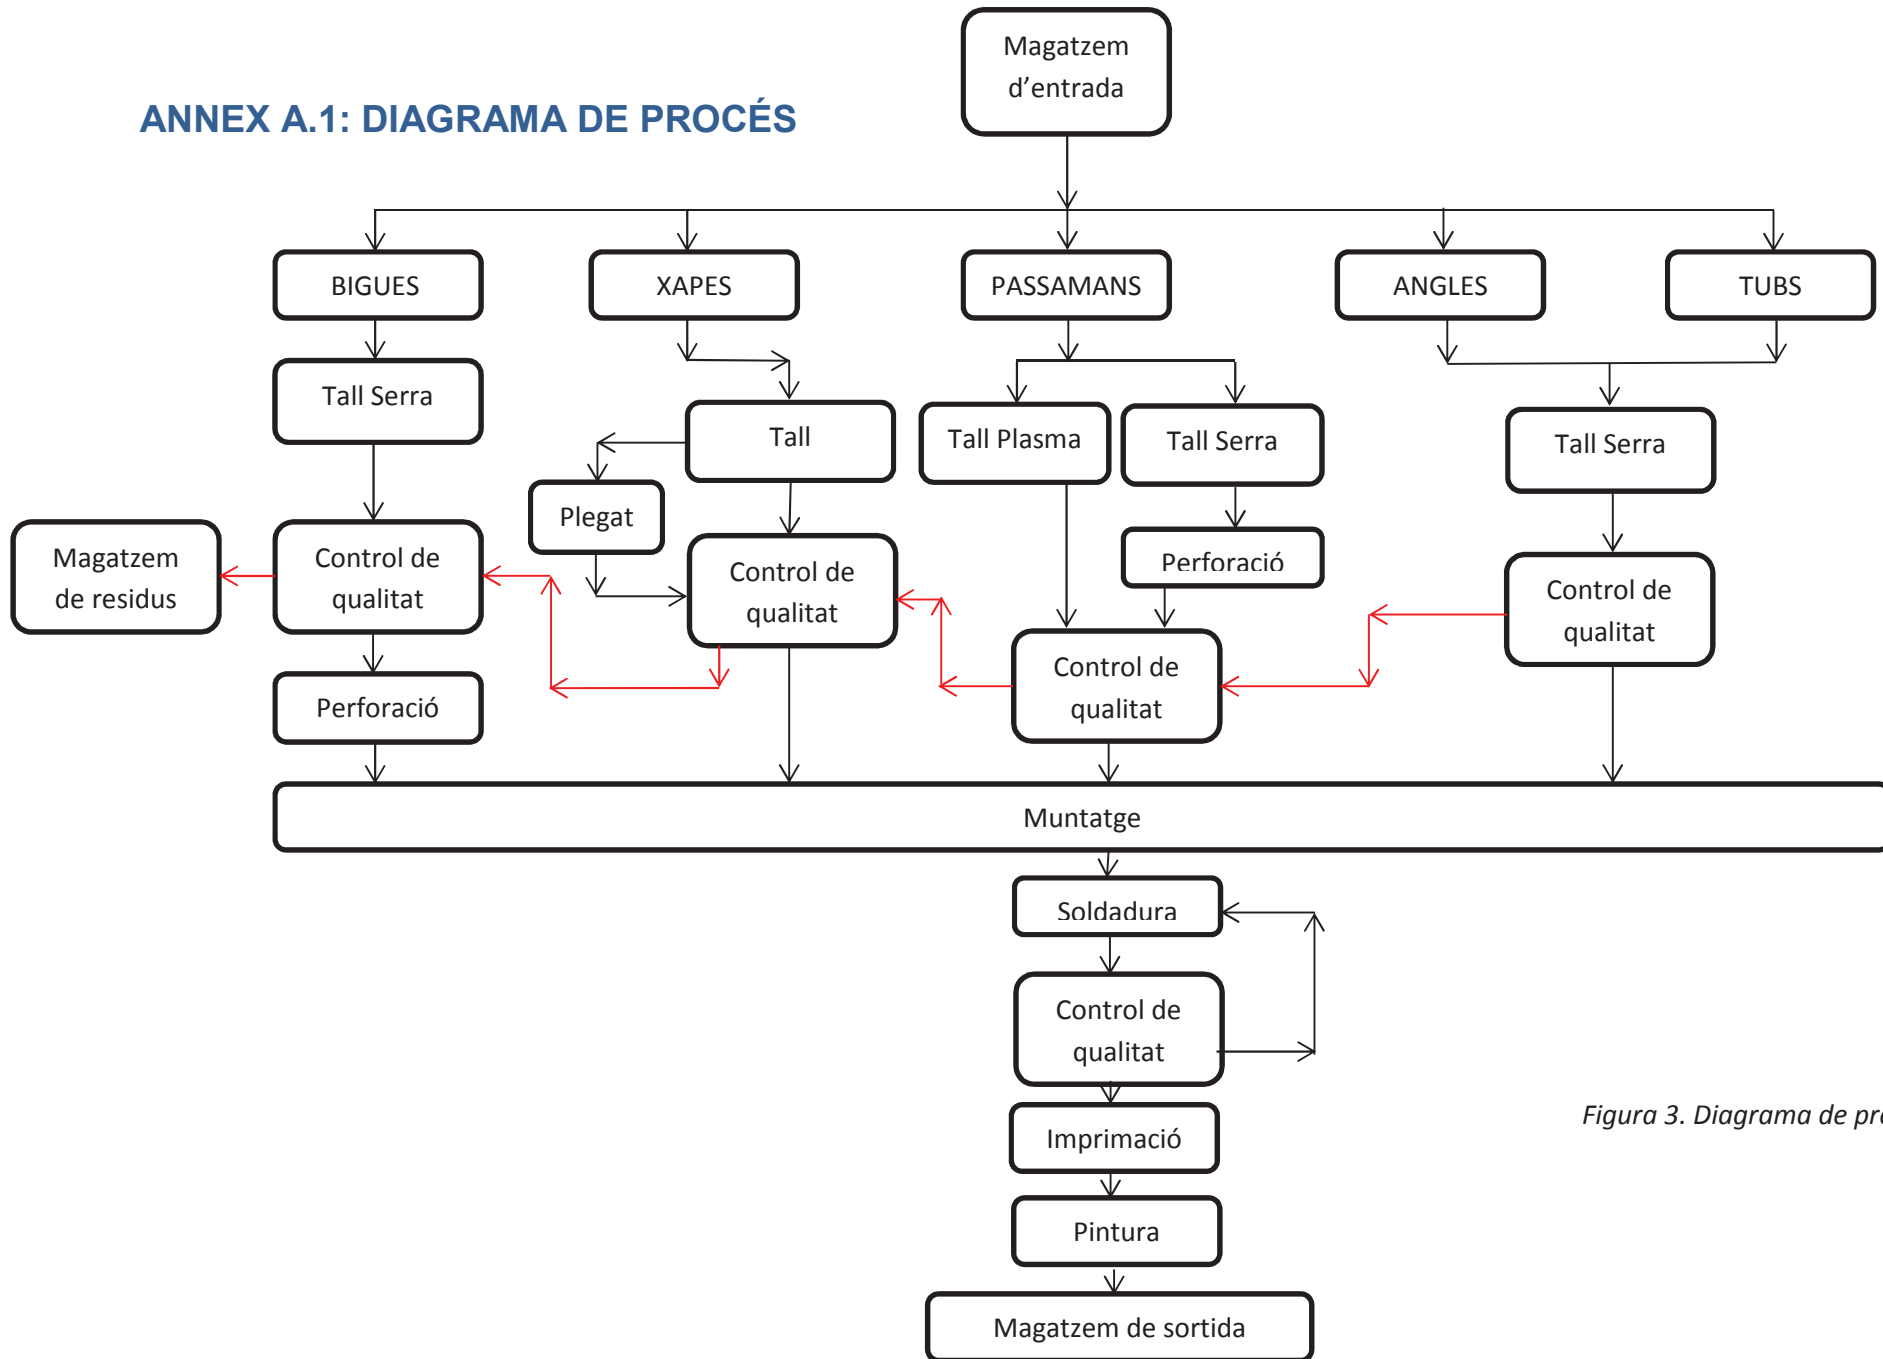 Magatzem
d’entrada
ANNEX A.1: DIAGRAMA DE PROCÉS
BIGUES
XAPES
PASSAMANS
ANGLES
TUBS
Tall Serra
Tall
Tall Plasma
Tall Serra
Tall Serra
Plegat
Magatzem
de residus
Control de
qualitat
Control de
qualitat
Perforació
Control de
qualitat
Control de
qualitat
Perforació
Muntatge
Soldadura
Control de
qualitat
Imprimació
Figura 3. Diagrama de pro
Pintura
Magatzem de sortida